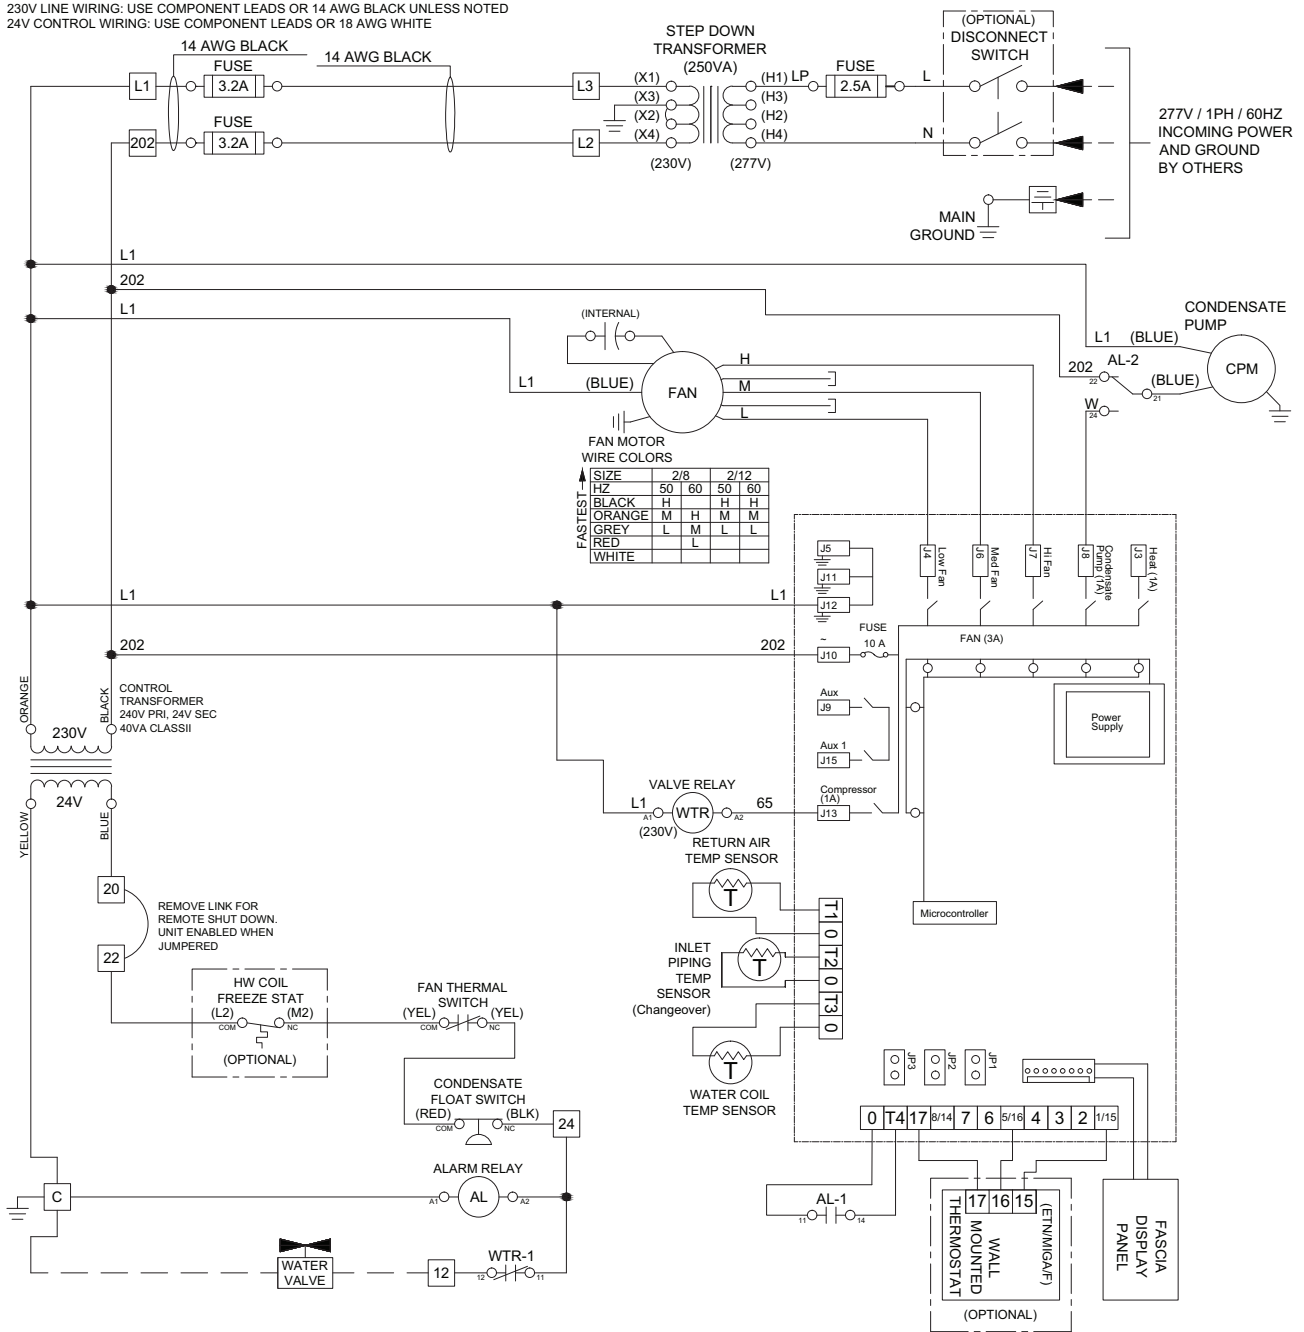 230V LINE WIRING: USE COMPONENT LEADS OR 14 AWG BLACK UNLESS NOTED
24V CONTROL WIRING: USE COMPONENT LEADS OR 18 AWG WHITE
14 AWG BLACK
14 AWG BLACK
L1
FUSE
3.2A
L3
202
FUSE
3.2A
L2
STEP DOWN
TRANSFORMER
(250VA)
(X1)
(X3)
(X2)
(X4)
(230V)
(H1)
(H3)
(H2)
(H4)
(277V)
LP
FUSE
2.5A
L
N
(OPTIONAL)
DISCONNECT
SWITCH
277V / 1PH / 60HZ
INCOMING POWER
AND GROUND
BY OTHERS
MAIN
GROUND
L1
202
L1
(INTERNAL)
L1
(BLUE)
FAN
H
M
L
CONDENSATE
PUMP
L1
(BLUE)
202
22
AL-2
(BLUE)
21
CPM
W
24
FAN MOTOR
WIRE COLORS
FASTEST
SIZE 2/8 2/12
HZ 50 60 50 60
BLACK H H H
ORANGE M H M M
GREY L M L L
RED L
WHITE
J5
J11
J12
J4
Low Fan
J6
Med Fan
J7
Hi Fan
J8
Condensate
Pump (1A)
J3
Heat (1A)
L1
L1
202
202
~
J10
FUSE
10 A
FAN (3A)
Aux
J9
Aux 1
J15
Compressor
(1A)
J13
Power
Supply
Microcontroller
ORANGE
BLACK
CONTROL
TRANSFORMER
240V PRI, 24V SEC
40VA CLASSII
230V
24V
YELLOW
BLUE
VALVE RELAY
L1
A1
WTR
A2
65
(230V)
RETURN AIR
TEMP SENSOR
T
INLET
PIPING
TEMP
SENSOR
(Changeover)
T
T
WATER COIL
TEMP SENSOR
T1
0
T2
0
T3
0
20
22
REMOVE LINK FOR
REMOTE SHUT DOWN.
UNIT ENABLED WHEN
JUMPERED
HW COIL
FREEZE STAT
(L2)
(M2)
COM
NC
(OPTIONAL)
FAN THERMAL
SWITCH
(YEL)
(YEL)
COM
NC
CONDENSATE
FLOAT SWITCH
(RED)
(BLK)
COM
NC
24
ALARM RELAY
C
A1
AL
A2
WATER
VALVE
12
WTR-1
12
11
JP3
JP2
JP1
0 T4 17 8/14 7 6 5/16 4 3 2 1/15
AL-1
11
14
17 16 15
WALL
MOUNTED
THERMOSTAT
(ETN/MIGA/F)
(OPTIONAL)
FASCIA
DISPLAY
PANEL